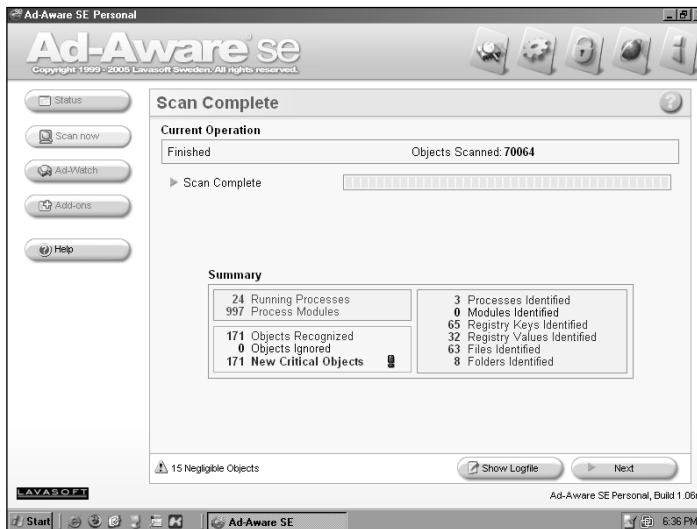 Ad-Aware SE Personal
Ad-Aware SE
Copyright 1999 - 2005 Lavasoft Sweden. All rights reserved.
Status
Scan now
Ad-Watch
Add-ons
Help
Scan Complete
Current Operation
Finished
Objects Scanned: 70064
Scan Complete
Summary
24 Running Processes
997 Process Modules
171 Objects Recognized
0 Objects Ignored
171 New Critical Objects
3 Processes Identified
0 Modules Identified
65 Registry Keys Identified
32 Registry Values Identified
63 Files Identified
8 Folders Identified
15 Negligible Objects
Show Logfile
Next
LAVASOFT
Ad-Aware SE Personal, Build 1.06r
Start
Ad-Aware SE
6:36 PM